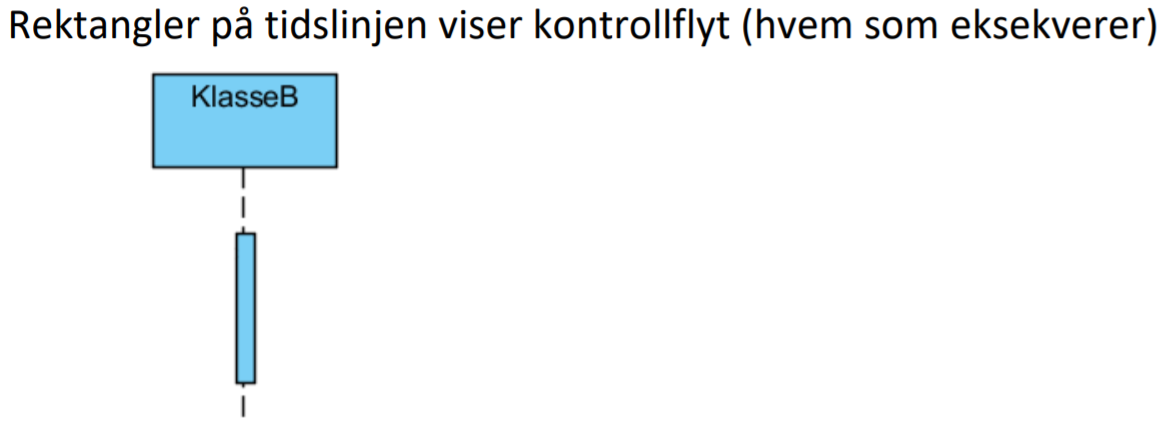 Rektangler på tidslinjen viser kontrollflyt (hvem som eksekverer)
KlasseB